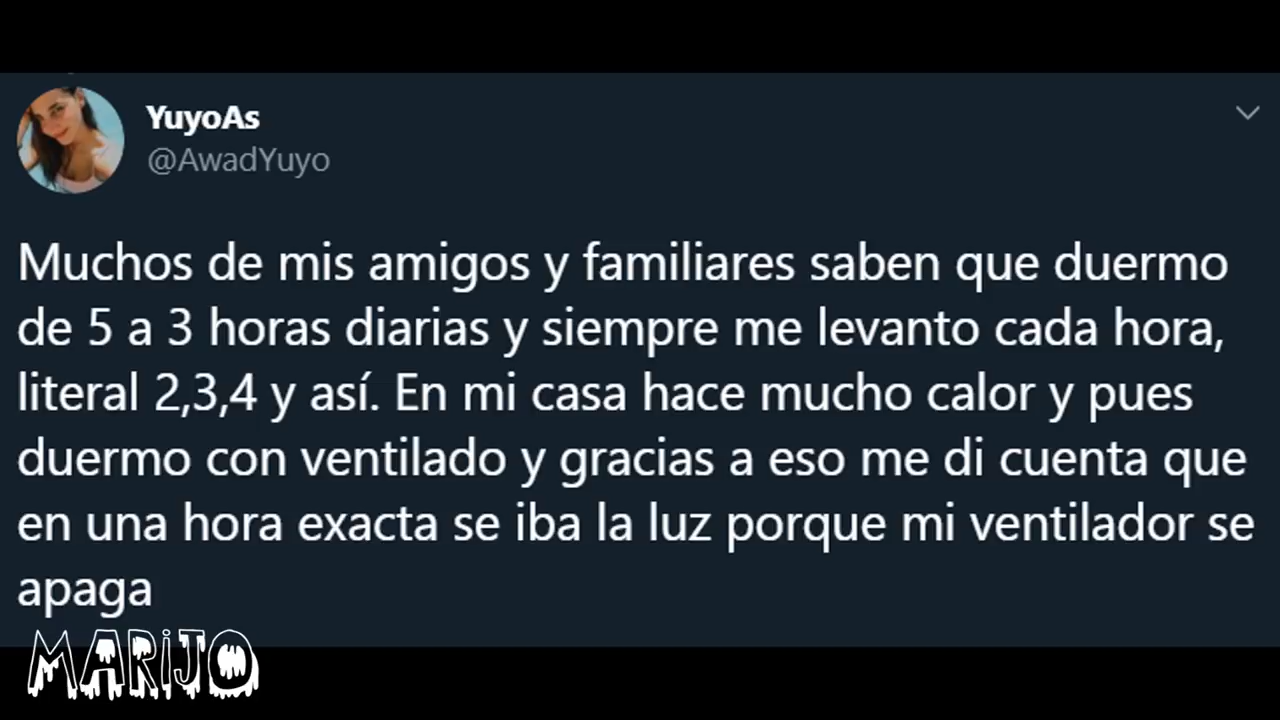 YuyoAs
@AwadYuyo
Muchos de mis amigos y familiares saben que duermo
de 5 a 3 horas diarias y siempre me levanto cada hora,
literal 2,3,4 y así. En mi casa hace mucho calor y pues
duermo con ventilado y gracias a eso me di cuenta que
en una hora exacta se iba la luz porque mi ventilador se
apaga
MARiJO